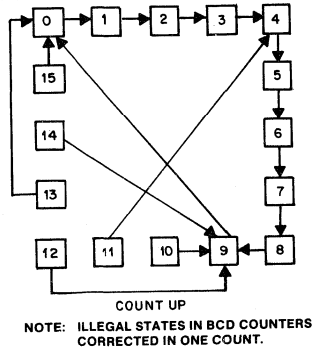 0 1 2 3 4
15 5
14 6
13 7
12 11 10 9 8
COUNT UP
NOTE: ILLEGAL STATES IN BCD COUNTERS
CORRECTED IN ONE COUNT.